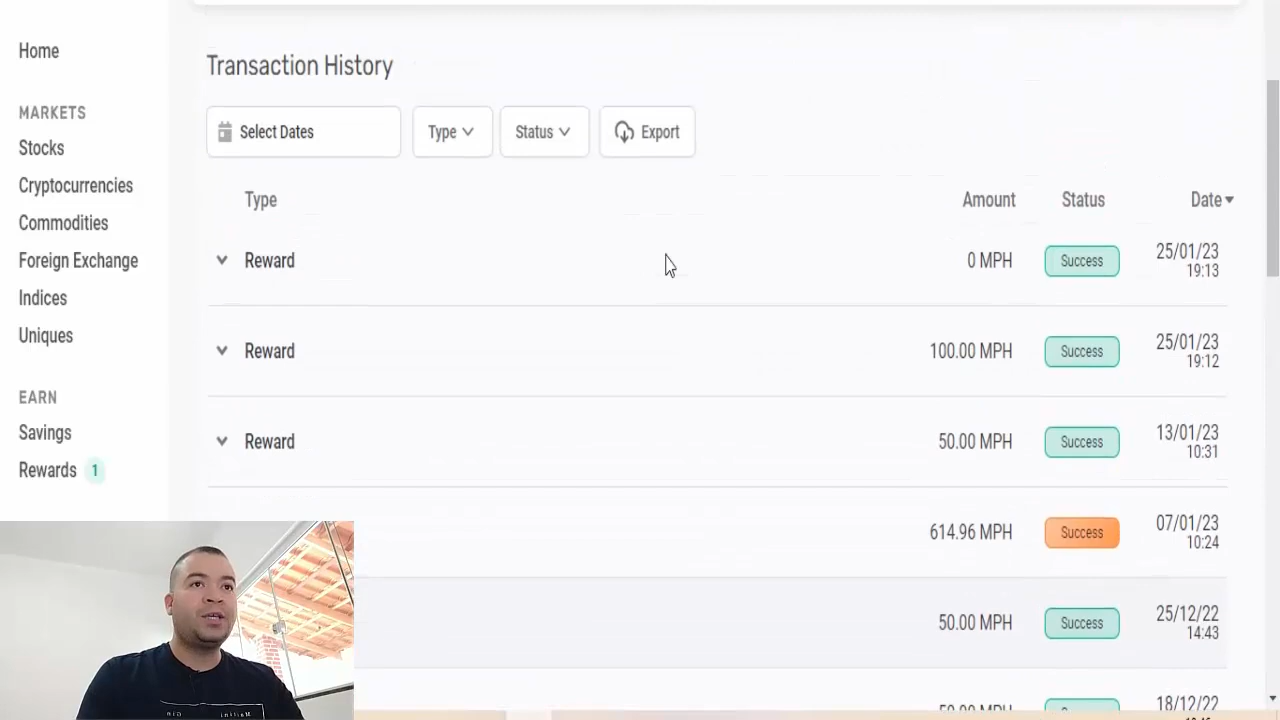 Home
MARKETS
Stocks
Cryptocurrencies
Commodities
Foreign Exchange
Indices
Uniques
EARN
Savings
Rewards 1
Transaction History
Select Dates Type Status Export
Type Amount Status Date
Reward 0 MPH Success 25/01/23
19:13
Reward 100.00 MPH Success 25/01/23
19:12
Reward 50.00 MPH Success 13/01/23
10:31
614.96 MPH Success 07/01/23
10:24
50.00 MPH Success 25/12/22
14:43
50.00 MPH 18/12/22